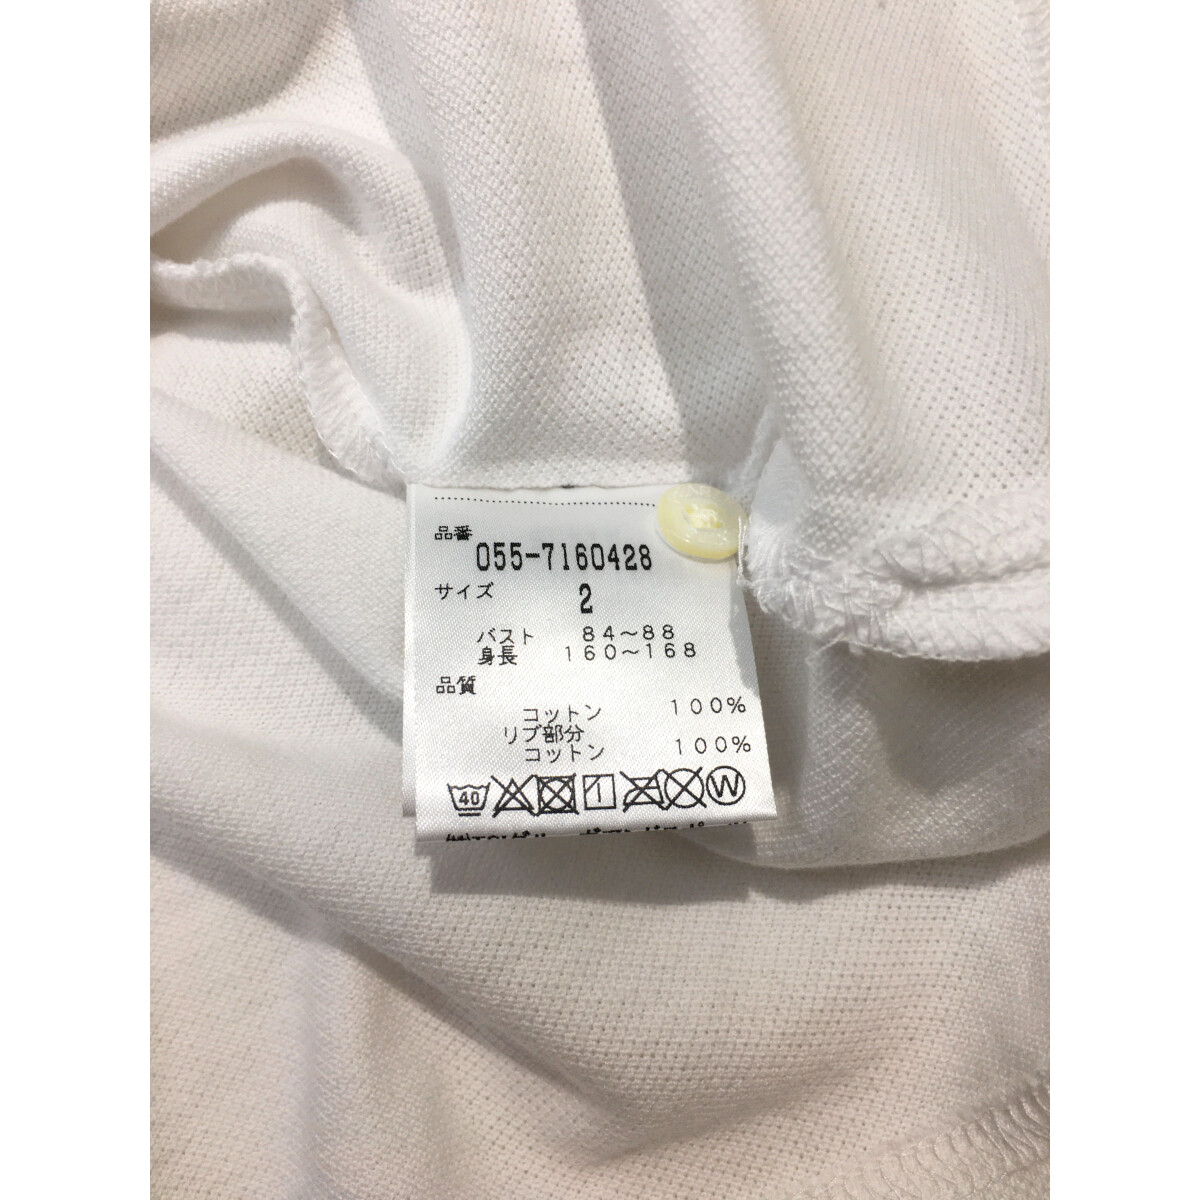 品番
055-7160428
サイズ 2
バスト 84～88
身長 160～168
品質
コットン 100%
リブ部分
コットン 100%
40 W